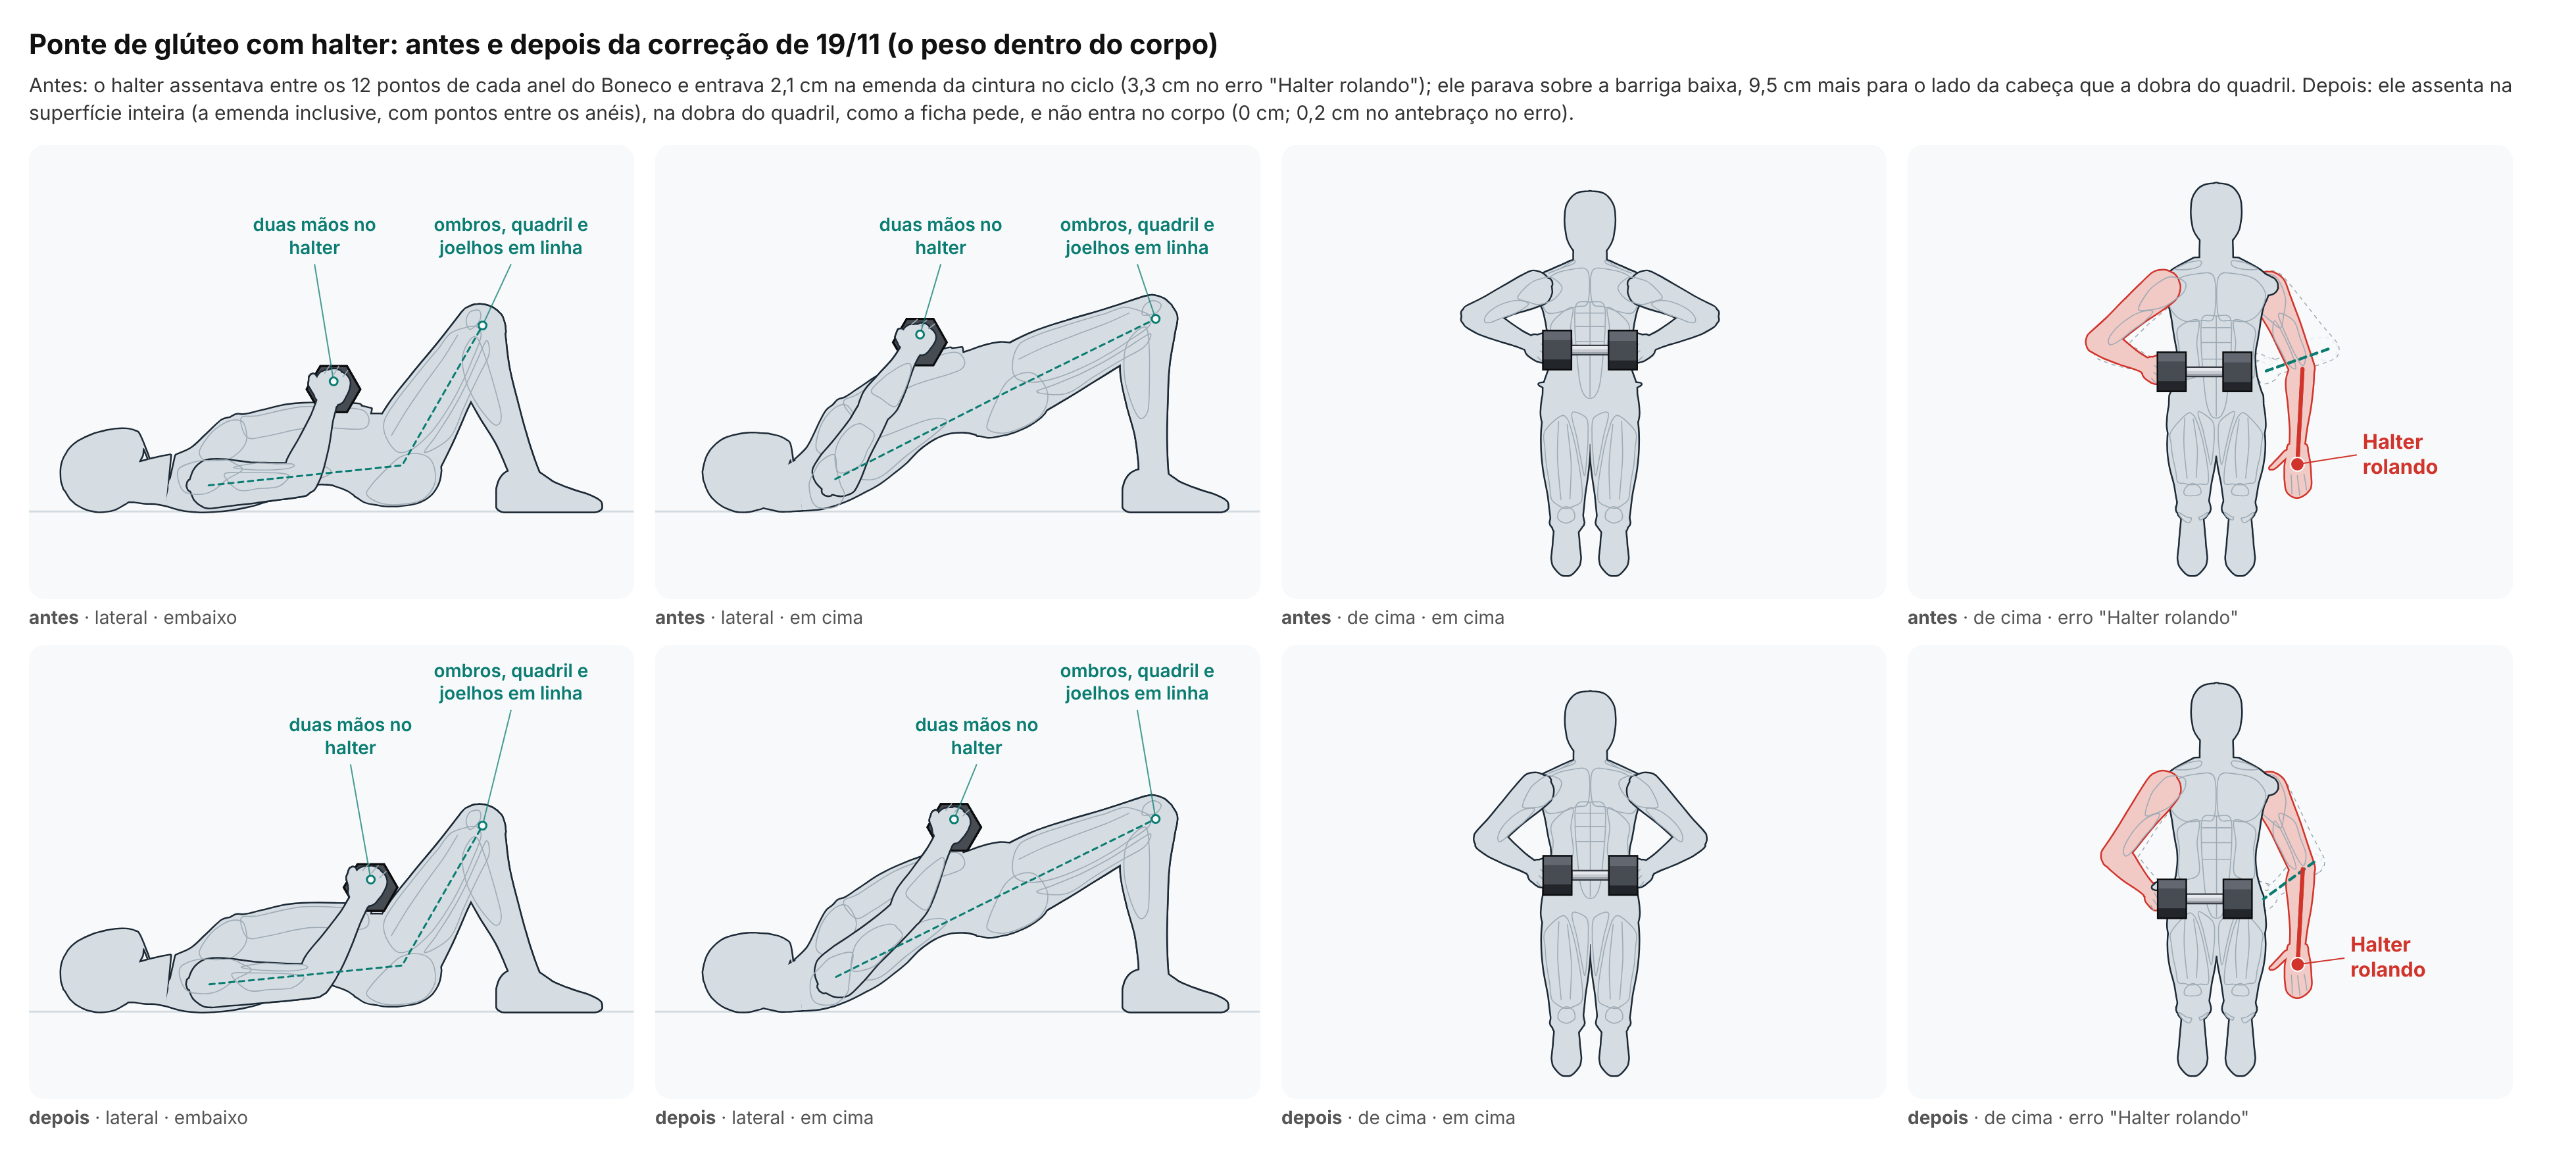 Ponte de glúteo com halter: antes e depois da correção de 19/11 (o peso dentro do corpo)
Antes: o halter assentava entre os 12 pontos de cada anel do Boneco e entrava 2,1 cm na emenda da cintura no ciclo (3,3 cm no erro "Halter rolando"); ele parava sobre a barriga baixa, 9,5 cm mais para o lado da cabeça que a dobra do quadril. Depois: ele assenta na
superfície inteira (a emenda inclusive, com pontos entre os anéis), na dobra do quadril, como a ficha pede, e não entra no corpo (0 cm; 0,2 cm no antebraço no erro).
duas mãos no
halter
ombros, quadril e
joelhos em linha
antes · lateral · embaixo
duas mãos no
halter
ombros, quadril e
joelhos em linha
antes · lateral · em cima
antes · de cima · em cima
Halter
rolando
antes · de cima · erro "Halter rolando"
ombros, quadril e
joelhos em linha
duas mãos no
halter
depois · lateral · embaixo
ombros, quadril e
joelhos em linha
duas mãos no
halter
depois · lateral · em cima
depois · de cima · em cima
Halter
rolando
depois · de cima · erro "Halter rolando"